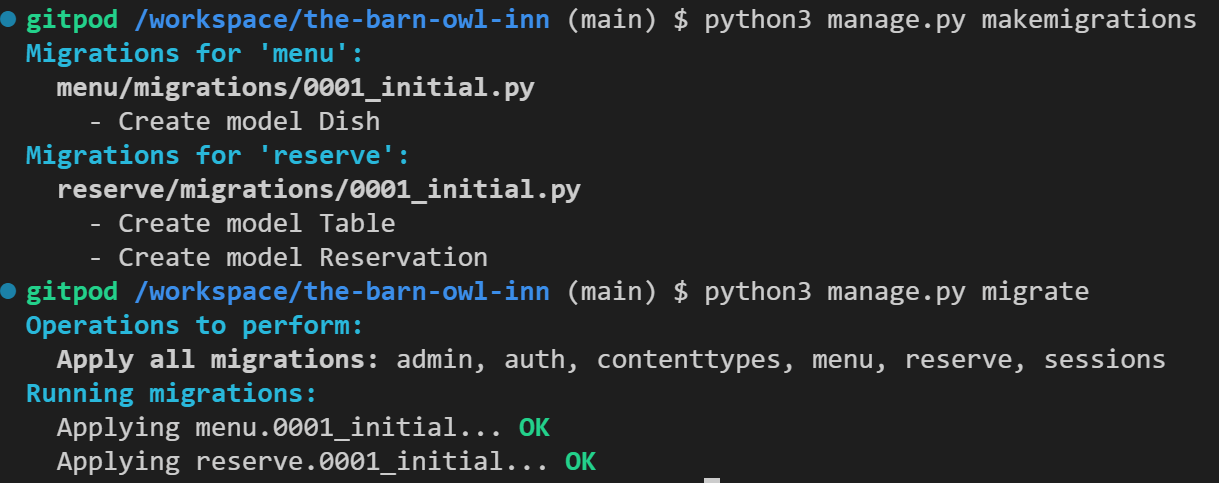 gitpod /workspace/the-barn-owl-inn (main) $ python3 manage.py makemigrations
Migrations for 'menu':
  menu/migrations/0001_initial.py
    - Create model Dish
Migrations for 'reserve':
  reserve/migrations/0001_initial.py
    - Create model Table
    - Create model Reservation
gitpod /workspace/the-barn-owl-inn (main) $ python3 manage.py migrate
Operations to perform:
  Apply all migrations: admin, auth, contenttypes, menu, reserve, sessions
Running migrations:
  Applying menu.0001_initial... OK
  Applying reserve.0001_initial... OK